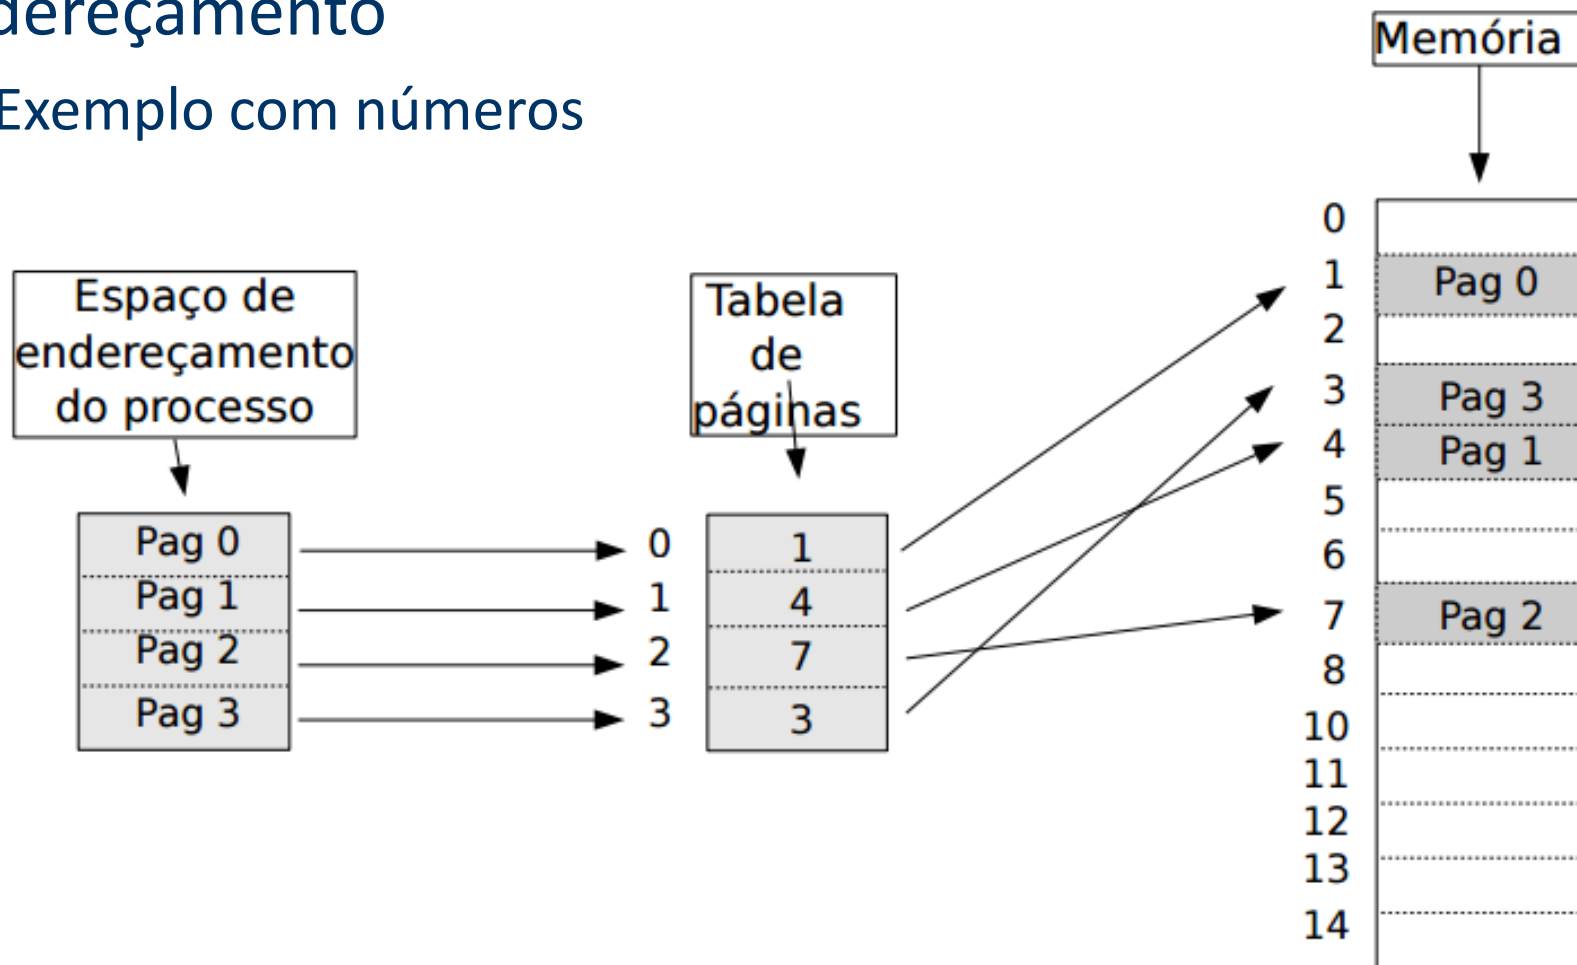 dereçamento
Exemplo com números
Memória
Espaço de
endereçamento
do processo
Tabela
de
páginas
Pag 0
Pag 1
Pag 2
Pag 3
0
1
2
3
1
4
7
3
0
1
2
3
4
5
6
7
8
10
11
12
13
14
Pag 0
Pag 3
Pag 1
Pag 2